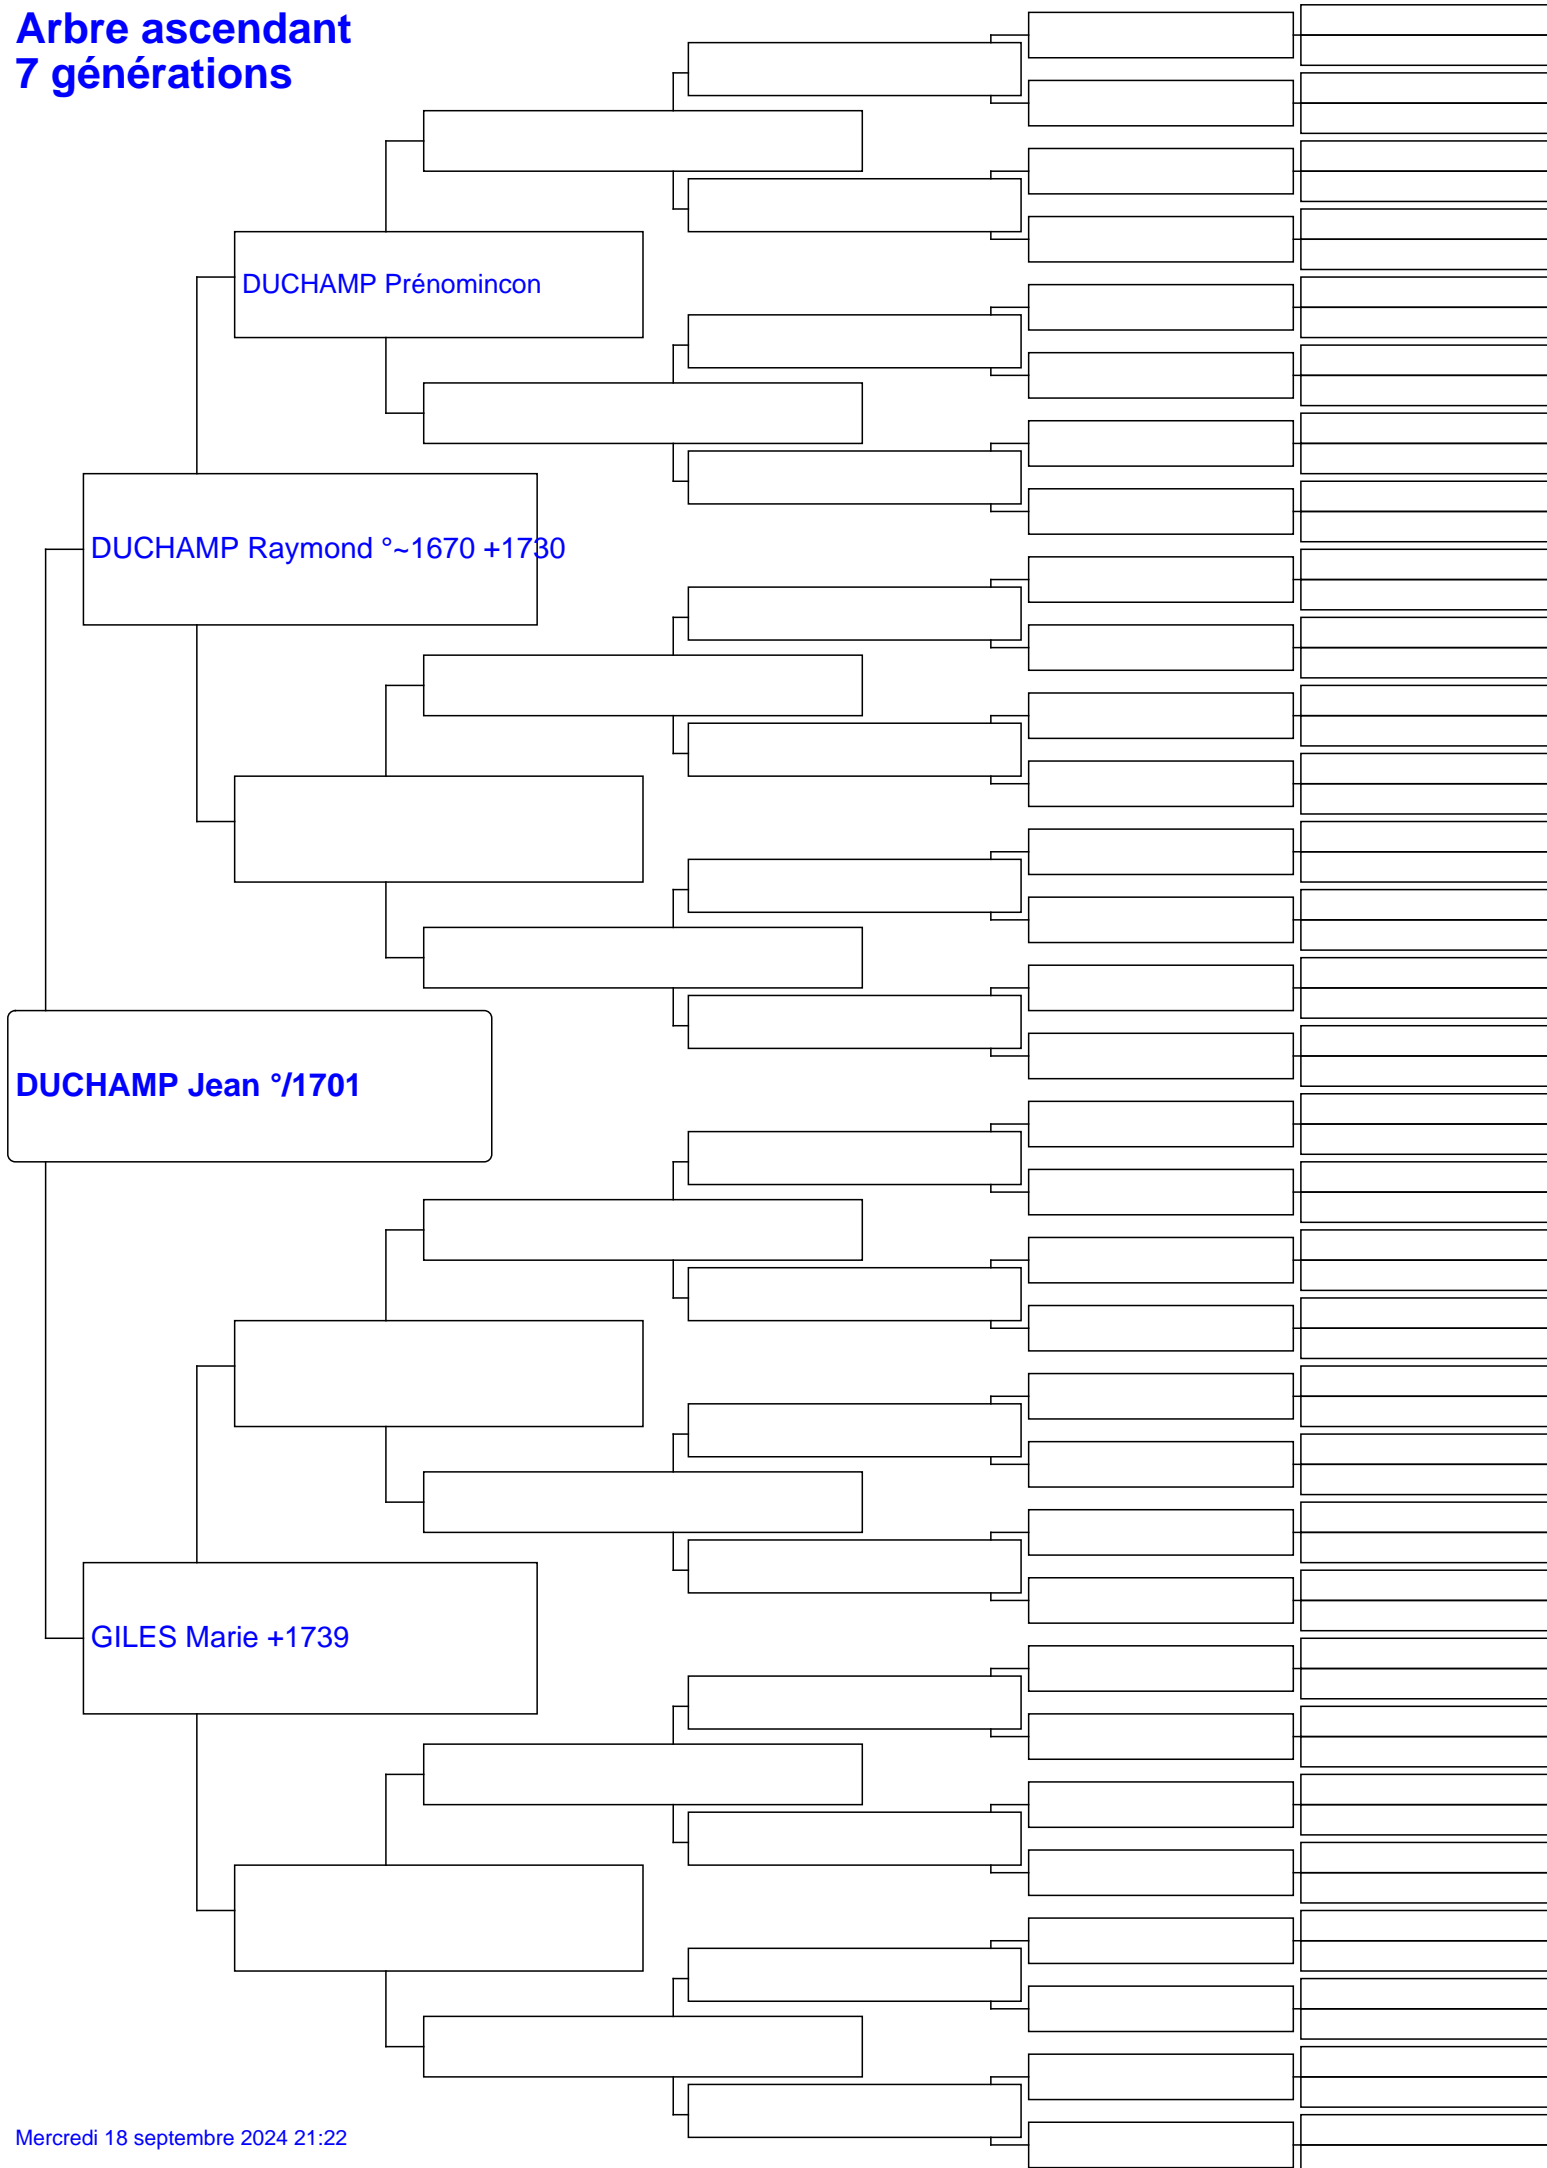 Arbre ascendant
7 générations
DUCHAMP Prénomincon
DUCHAMP Raymond °~1670 +1730
DUCHAMP Jean °/1701
GILES Marie +1739
Mercredi 18 septembre 2024 21:22